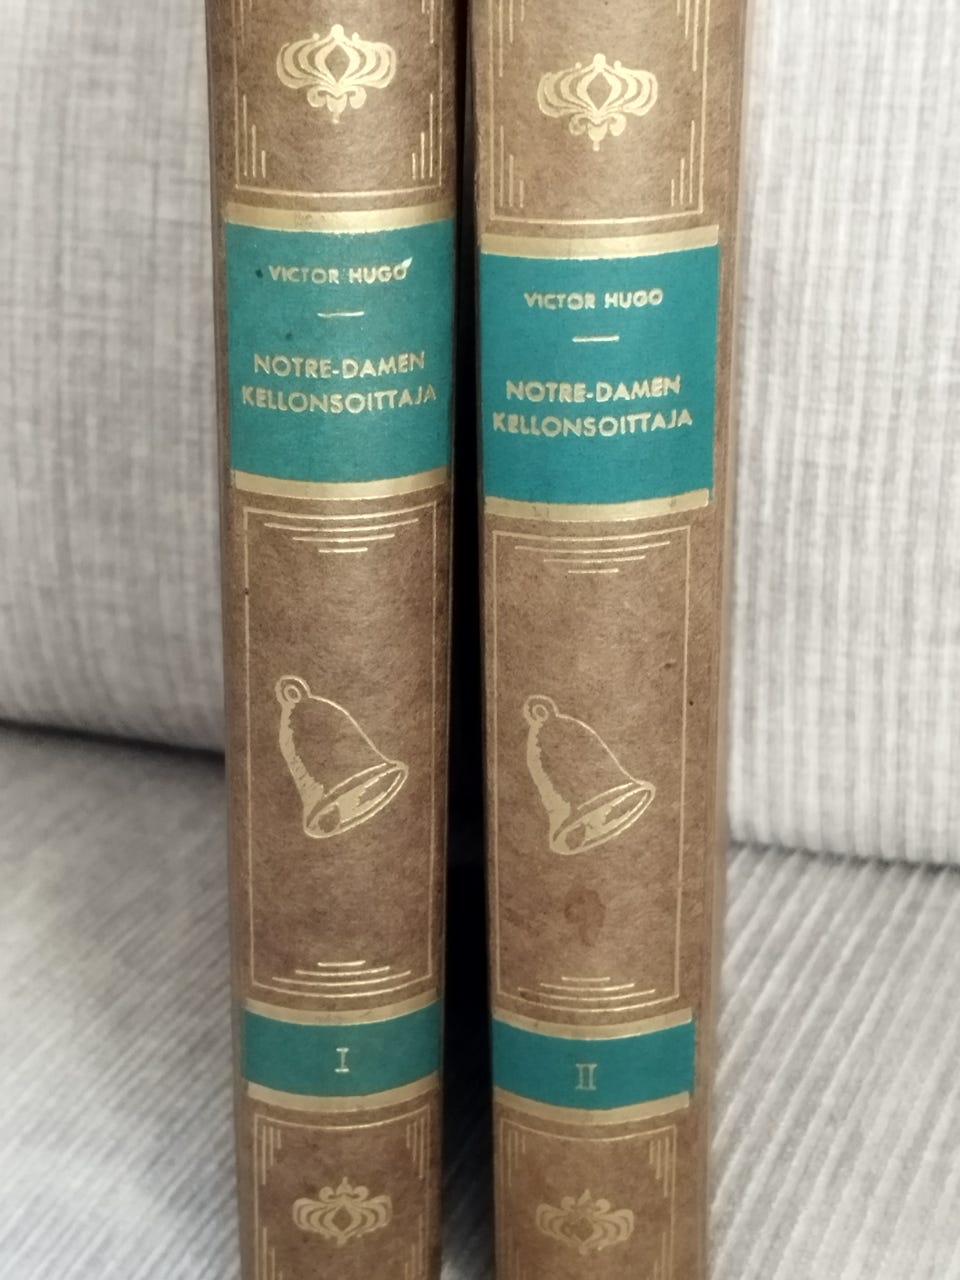 VICTOR HUGO
NOTRE-DAMEN
KELLONSOITTAJA
I
VICTOR HUGO
NOTRE-DAMEN
KELLONSOITTAJA
II